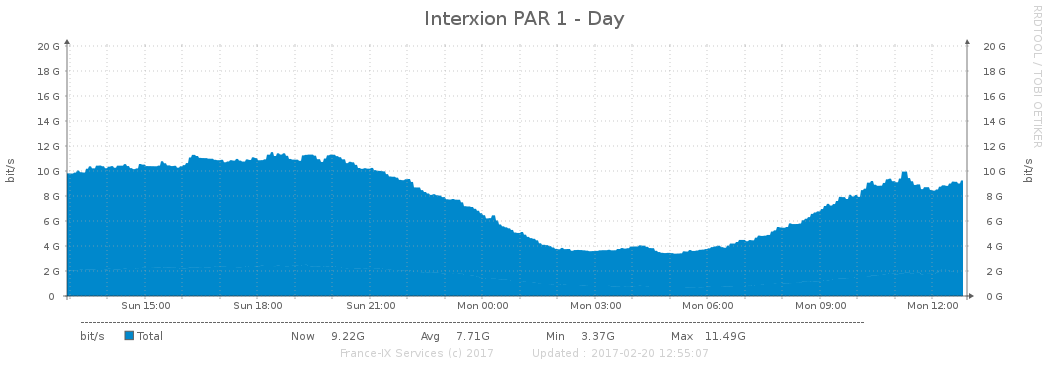 Interxion PAR 1 - Day
RRDTOOL / TOBI OETIKER
bit/s
20 G
18 G
16 G
14 G
12 G
10 G
8 G
6 G
4 G
2 G
0
20 G
18 G
16 G
14 G
12 G
10 G
8 G
6 G
4 G
2 G
0 G
bit/s
Sun 15:00 Sun 18:00 Sun 21:00 Mon 00:00 Mon 03:00 Mon 06:00 Mon 09:00 Mon 12:00
bit/s Total Now 9.22G Avg 7.71G Min 3.37G Max 11.49G
France-IX Services (c) 2017 Updated : 2017-02-20 12:55:07